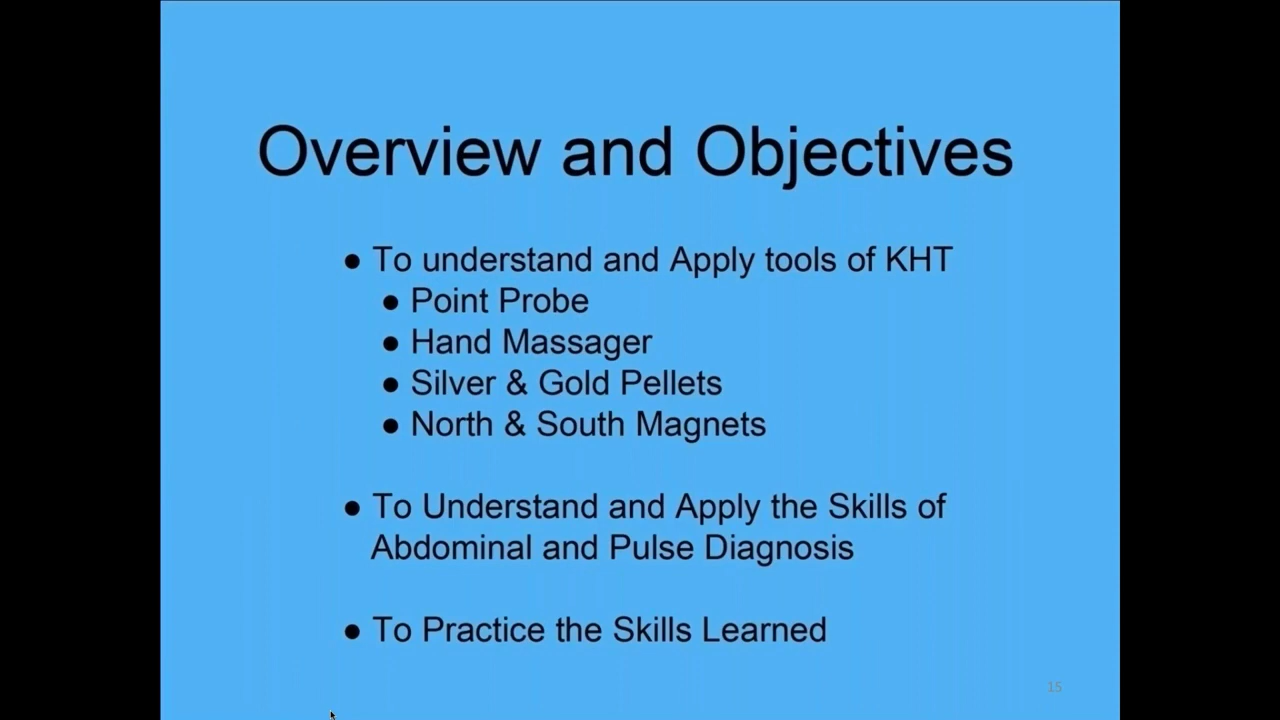 Overview and Objectives
● To understand and Apply tools of KHT
● Point Probe
● Hand Massager
● Silver & Gold Pellets
● North & South Magnets
● To Understand and Apply the Skills of
Abdominal and Pulse Diagnosis
● To Practice the Skills Learned
15